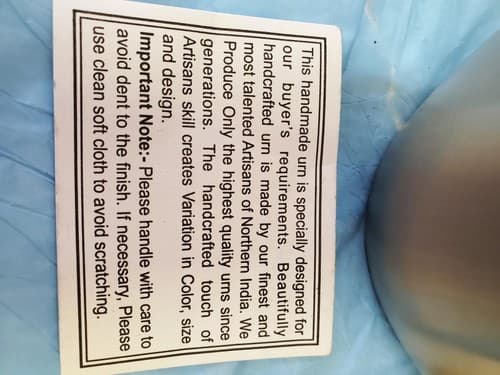 This handmade urn is specially designed for
our buyer's requirements. Beautifully
handcrafted urn is made by our finest and
most talented Artisans of Northern India. We
Produce Only the highest quality urns since
generations. The handcrafted touch of
Artisans skill creates Variation in Color, size
and design.
Important Note:- Please handle with care to
avoid dent to the finish. If necessary, Please
use clean soft cloth to avoid scratching.